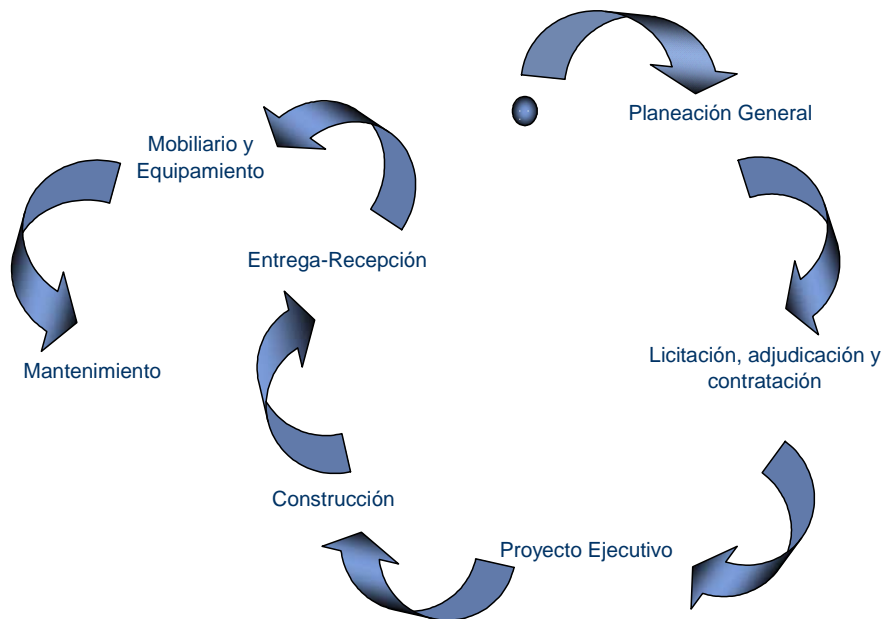 Planeación General
Licitación, adjudicación y
contratación
Proyecto Ejecutivo
Construcción
Entrega-Recepción
Mobiliario y
Equipamiento
Mantenimiento